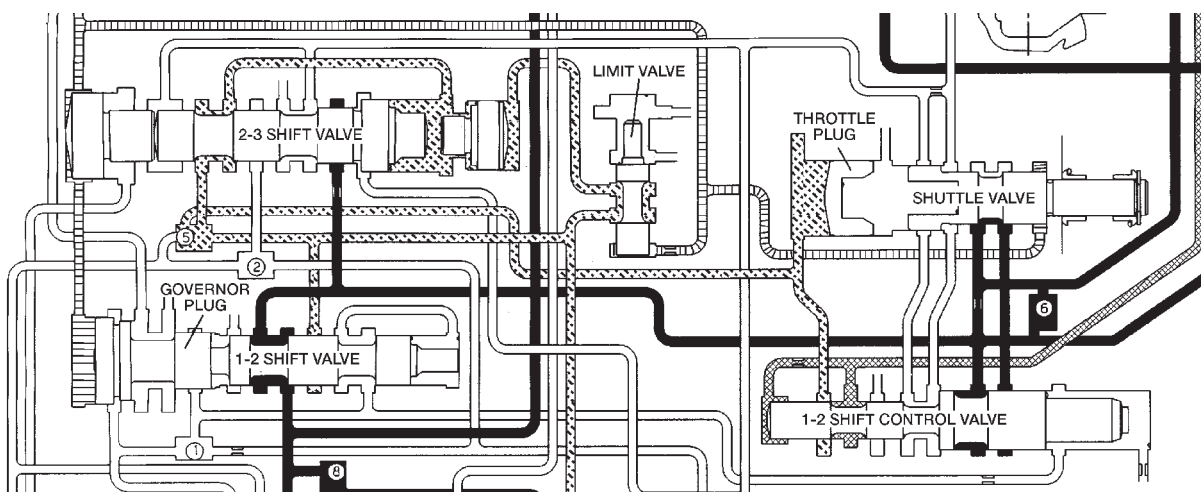 LIMIT VALVE
THROTTLE
PLUG
2-3 SHIFT VALVE
SHUTTLE VALVE
5
2
GOVERNOR
PLUG
6
1-2 SHIFT VALVE
1-2 SHIFT CONTROL VALVE
1
8